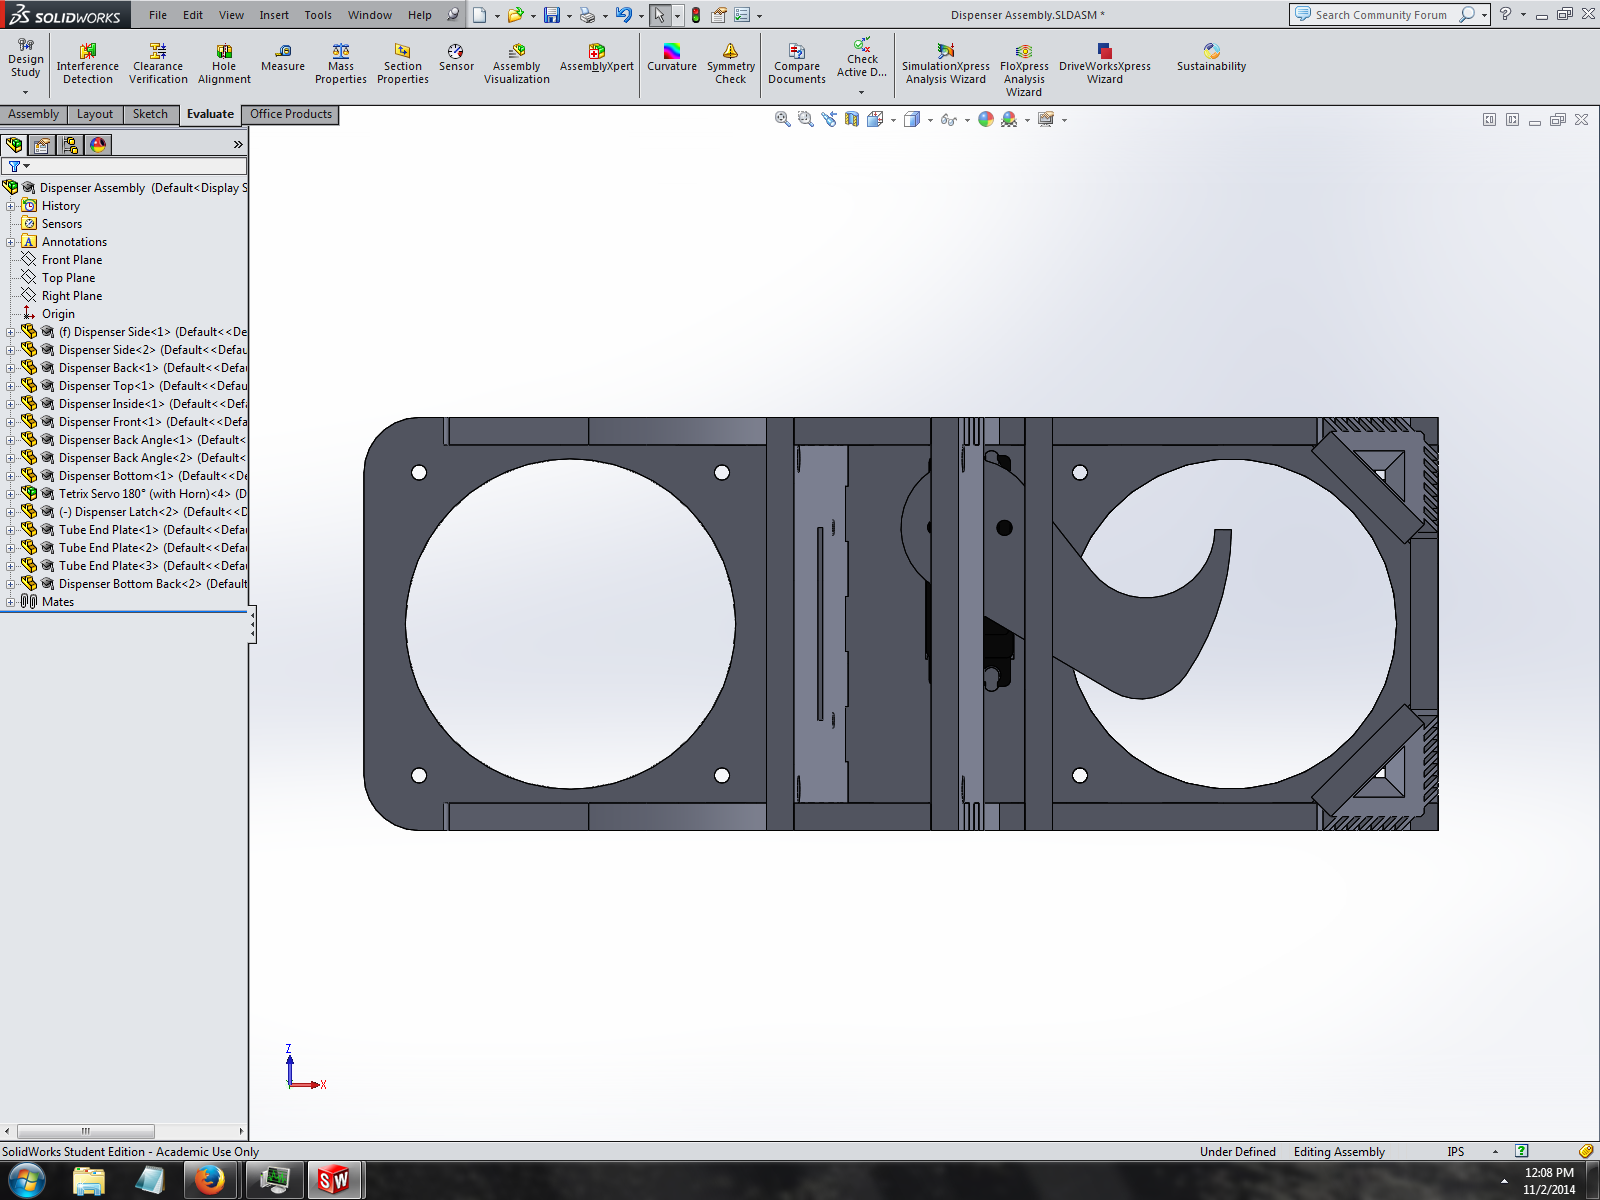 SOLIDWORKS File Edit View Insert Tools Window Help Dispenser Assembly.SLDASM * Search Community Forum
Design Study
Interference Detection
Clearance Verification
Hole Alignment
Measure
Mass Properties
Section Properties
Sensor
Assembly Visualization
AssemblyXpert
Curvature
Symmetry Check
Compare Documents
Check Active D...
SimulationXpress Analysis Wizard
FloXpress Analysis Wizard
DriveWorksXpress Wizard
Sustainability
Assembly Layout Sketch Evaluate Office Products
Dispenser Assembly (Default<Display S
History
Sensors
Annotations
Front Plane
Top Plane
Right Plane
Origin
(f) Dispenser Side<1> (Default<<De
Dispenser Side<2> (Default<<Defau
Dispenser Back<1> (Default<<Defau
Dispenser Top<1> (Default<<Defau
Dispenser Inside<1> (Default<<Defa
Dispenser Front<1> (Default<<Defa
Dispenser Back Angle<1> (Default<
Dispenser Back Angle<2> (Default<
Dispenser Bottom<1> (Default<<De
Tetrix Servo 180° (with Horn)<4> (D
(-) Dispenser Latch<2> (Default<<D
Tube End Plate<1> (Default<<Defau
Tube End Plate<2> (Default<<Defau
Tube End Plate<3> (Default<<Defau
Dispenser Bottom Back<2> (Default
Mates
Z
X
SolidWorks Student Edition - Academic Use Only Under Defined Editing Assembly IPS
SW
12:08 PM
11/2/2014